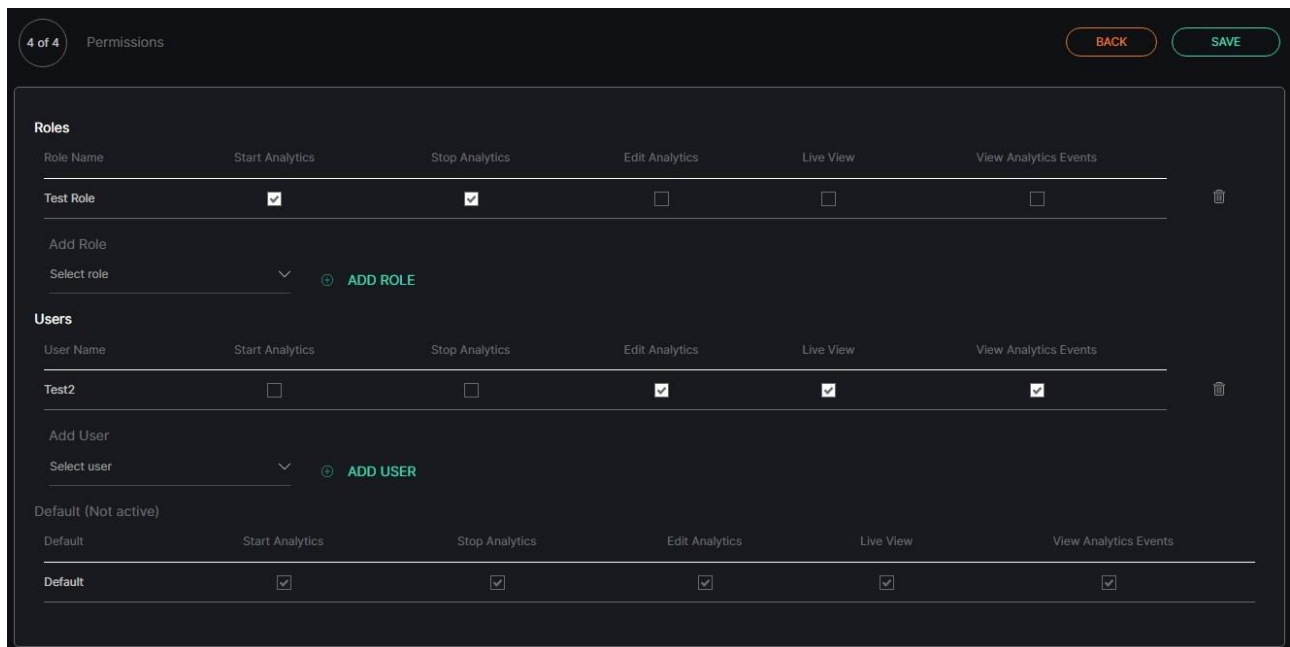 4 of 4 Permissions BACK SAVE
Roles
Role Name Start Analytics Stop Analytics Edit Analytics Live View View Analytics Events
Test Role
Add Role
Select role ADD ROLE
Users
User Name Start Analytics Stop Analytics Edit Analytics Live View View Analytics Events
Test2
Add User
Select user ADD USER
Default (Not active)
Default Start Analytics Stop Analytics Edit Analytics Live View View Analytics Events
Default